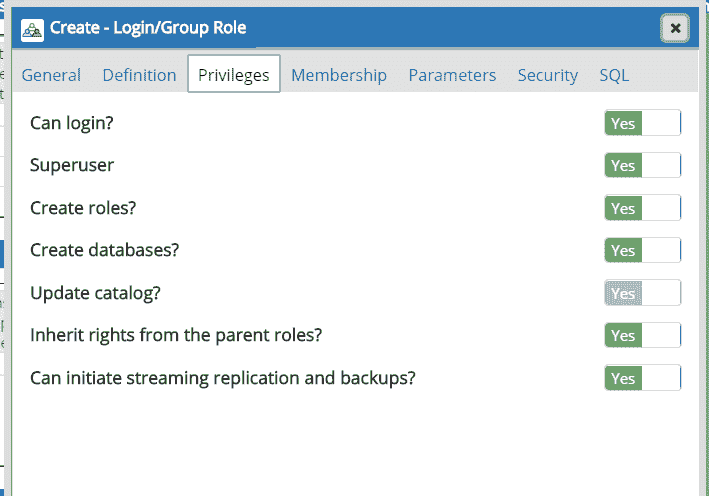 Create - Login/Group Role
General Definition Privileges Membership Parameters Security SQL
Can login? Yes
Superuser Yes
Create roles? Yes
Create databases? Yes
Update catalog? Yes
Inherit rights from the parent roles? Yes
Can initiate streaming replication and backups? Yes